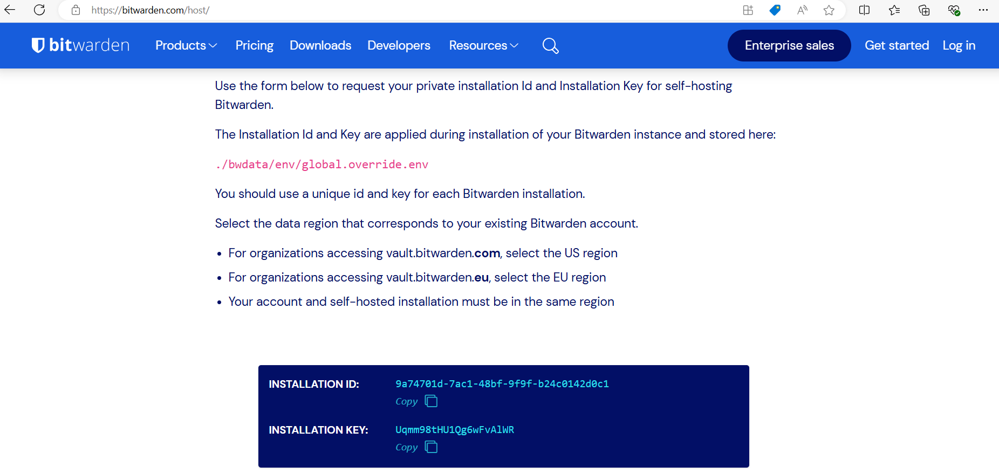 https://bitwarden.com/host/
bitwarden Products Pricing Downloads Developers Resources Enterprise sales Get started Log in
Use the form below to request your private installation Id and Installation Key for self-hosting
Bitwarden.
The Installation Id and Key are applied during installation of your Bitwarden instance and stored here:
./bwdata/env/global.override.env
You should use a unique id and key for each Bitwarden installation.
Select the data region that corresponds to your existing Bitwarden account.
• For organizations accessing vault.bitwarden.com, select the US region
• For organizations accessing vault.bitwarden.eu, select the EU region
• Your account and self-hosted installation must be in the same region
INSTALLATION ID: 9a74701d-7ac1-48bf-9f9f-b24c0142d0c1
Copy
INSTALLATION KEY: Uqmm98tHU1Qg6wFvAlWR
Copy